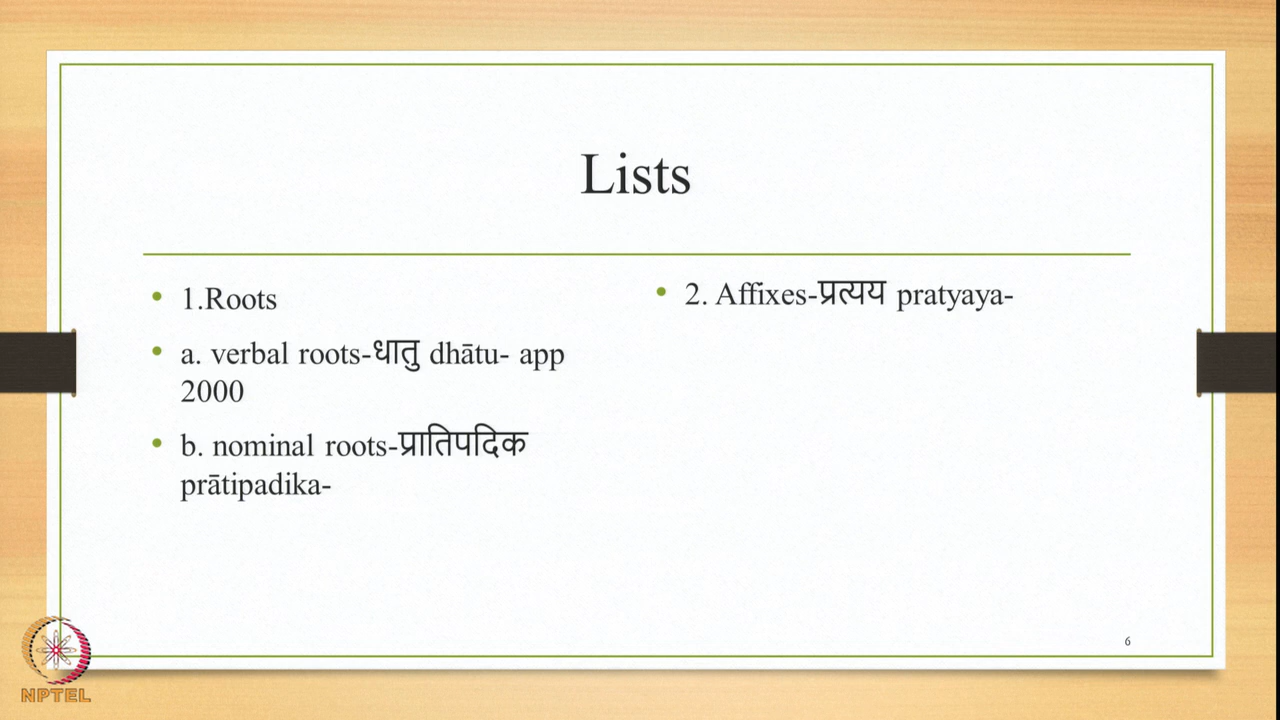 Lists
1.Roots
a. verbal roots-धातु dhātu- app
2000
b. nominal roots-प्रातिपदिक
prātipadika-
2. Affixes-प्रत्यय pratyaya-
6
NPTEL